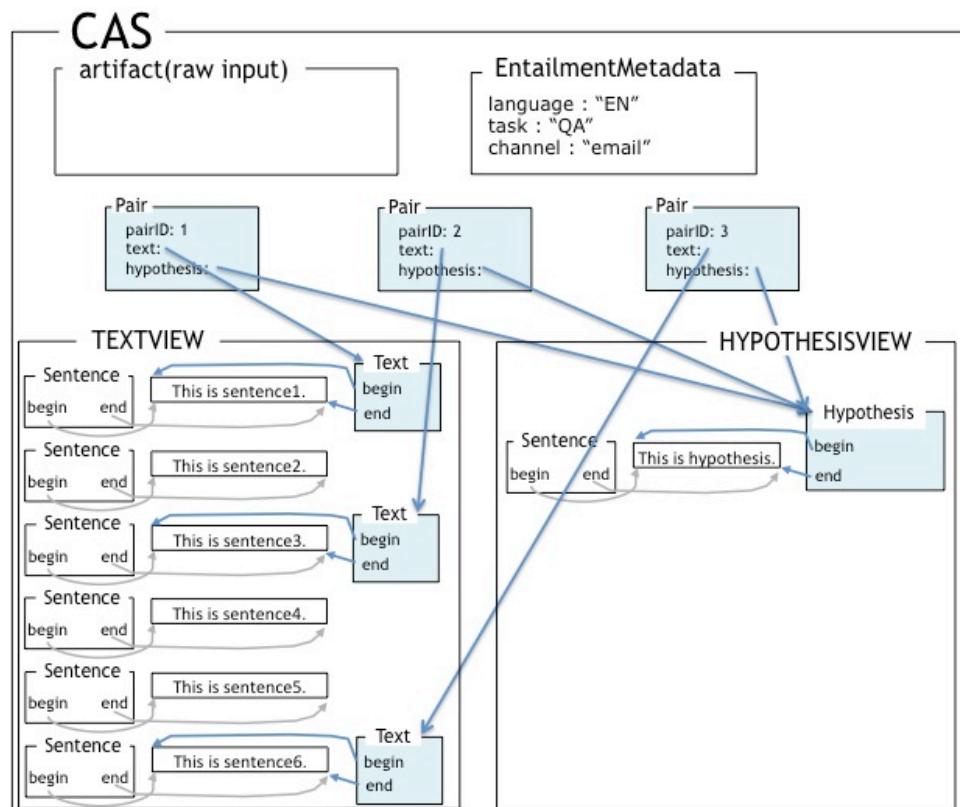 CAS
artifact(raw input)
EntailmentMetadata
language : “EN”
task : “QA”
channel : “email”
Pair
pairID: 1
text:
hypothesis:
Pair
pairID: 2
text:
hypothesis:
Pair
pairID: 3
text:
hypothesis:
TEXTVIEW
Sentence
begin end
This is sentence1.
Text
begin
end
Sentence
begin end
This is sentence2.
Sentence
begin end
This is sentence3.
Text
begin
end
Sentence
begin end
This is sentence4.
Sentence
begin end
This is sentence5.
Sentence
begin end
This is sentence6.
Text
begin
end
HYPOTHESISVIEW
Sentence
begin end
This is hypothesis.
Hypothesis
begin
end